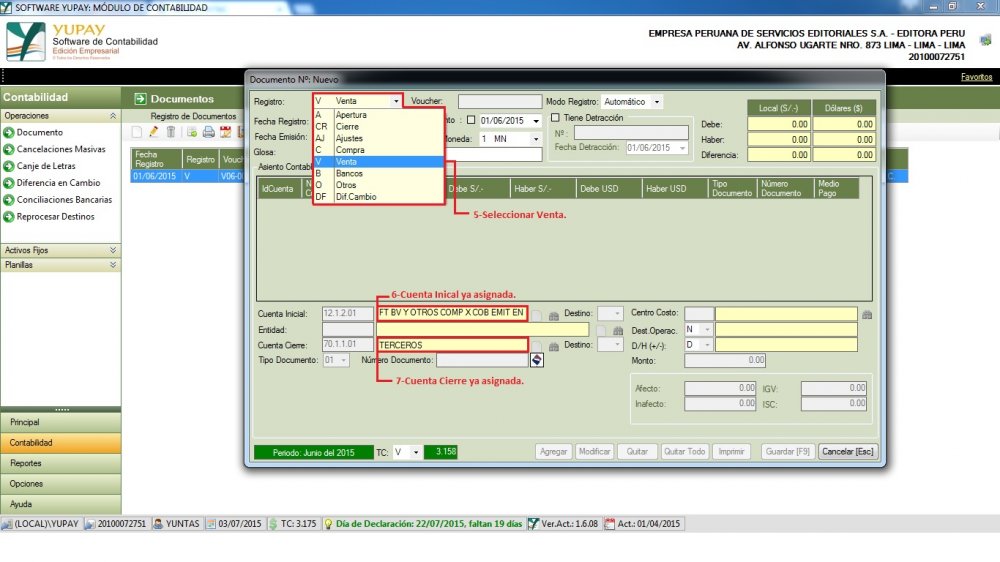 SOFTWARE YUPAY: MÓDULO DE CONTABILIDAD
YUPAY
Software de Contabilidad
Edición Empresarial
EMPRESA PERUANA DE SERVICIOS EDITORIALES S.A. - EDITORA PERU
AV. ALFONSO UGARTE NRO. 873 LIMA - LIMA - LIMA
20100072751
Favoritos
Contabilidad
Operaciones
Documento
Cancelaciones Masivas
Canje de Letras
Diferencia en Cambio
Conciliaciones Bancarias
Reprocesar Destinos
Activos Fijos
Planillas
Principal
Contabilidad
Reportes
Opciones
Ayuda
Documentos
Registro de Documentos
Fecha Registro
Registro
01/06/2015 V
Documento Nº: Nuevo
Registro: V Venta Voucher: Modo Registro: Automático
Fecha Registro: 01/06/2015
Fecha Emisión: 1 MN
Glosa:
A Apertura
CR Cierre
AJ Ajustes
C Compra
V Venta
B Bancos
O Otros
DF Dif.Cambio
Tiene Detracción
Nº :
Fecha Detracción: 01/06/2015
Local (S/.-) Dólares ($)
Debe: 0.00 0.00
Haber: 0.00 0.00
Diferencia: 0.00 0.00
IdCuenta Debe S/.- Haber S/.- Debe USD Haber USD Tipo Documento Número Documento Medio Pago
5-Seleccionar Venta.
6-Cuenta Inical ya asignada.
Cuenta Inicial: 12.1.2.01 FT BV Y OTROS COMP X COB EMIT EN Destino: Centro Costo:
Entidad: Dest.Operac. N
Cuenta Cierre: 70.1.1.01 TERCEROS Destino: D/H (+/-): D
Tipo Documento: 01 Número Documento: Monto: 0.00
7-Cuenta Cierre ya asignada.
Afecto: 0.00 IGV: 0.00
Inafecto: 0.00 ISC: 0.00
Periodo: Junio del 2015 TC: V 3.158
Agregar Modificar Quitar Quitar Todo Imprimir Guardar [F9] Cancelar [Esc]
(LOCAL)\YUPAY 20100072751 YUNTAS 03/07/2015 TC: 3.175 Día de Declaración: 22/07/2015, faltan 19 días Ver.Act.: 1.6.08 Act.: 01/04/2015